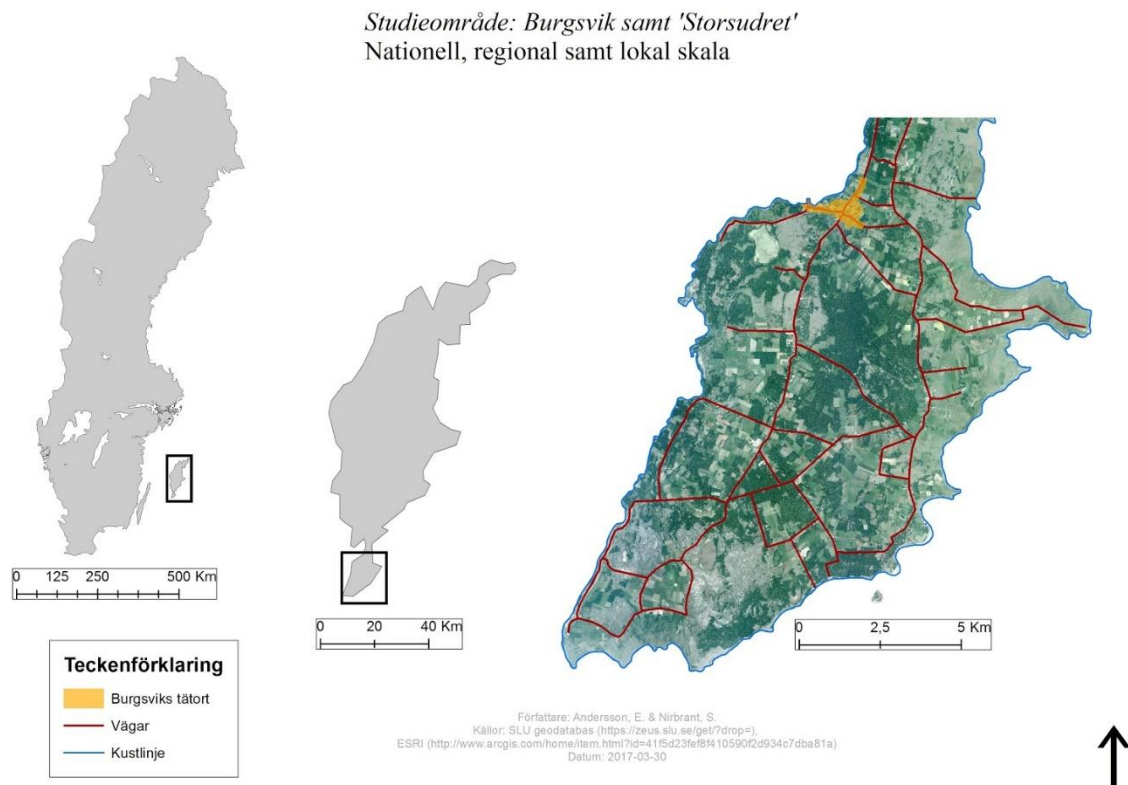 Studieområde: Burgsvik samt 'Storsudret'
Nationell, regional samt lokal skala
0 125 250 500 Km
0 20 40 Km
0 2,5 5 Km
Teckenförklaring
Burgsviks tätort
Vägar
Kustlinje
Författare: Andersson, E. & Nirbrant, S.
Källor: SLU geodatabas (https://zeus.slu.se/get/?drop=),
ESRI (http://www.arcgis.com/home/item.html?id=41f5d23fef8f410590f2d934c7dba81a)
Datum: 2017-03-30